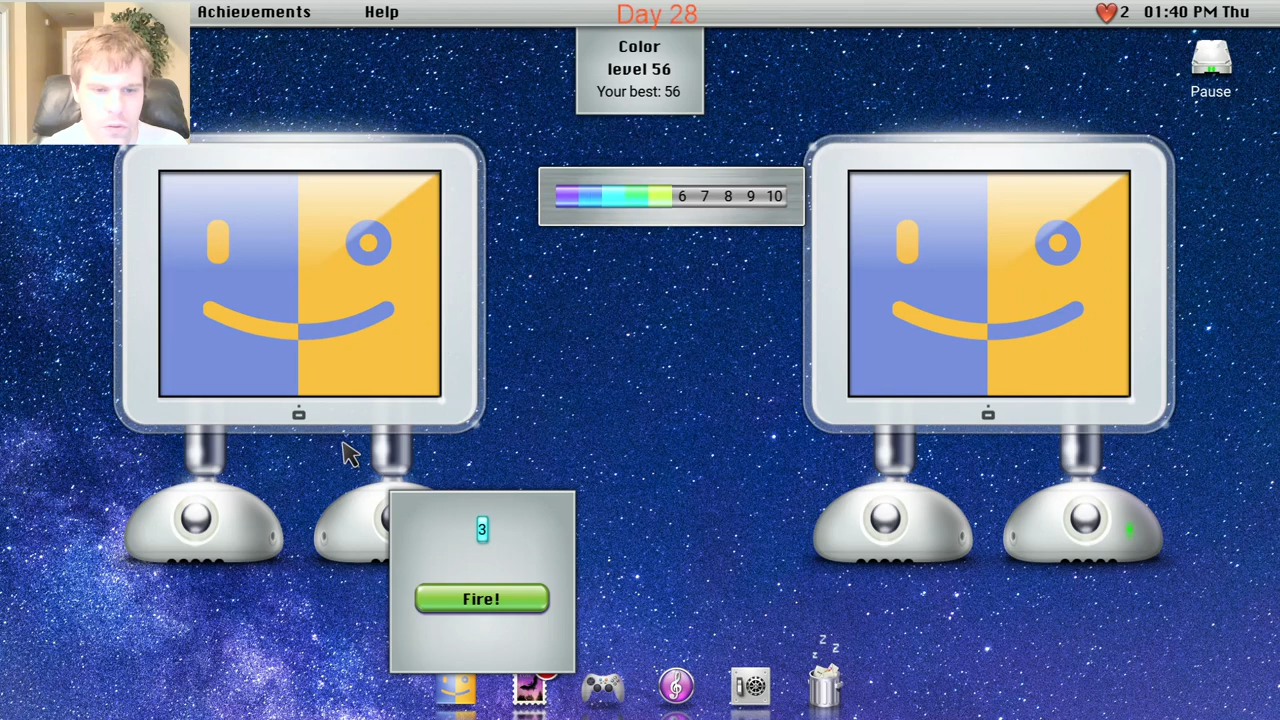 Achievements Help Day 28 2 01:40 PM Thu
Color
level 56
Your best: 56
Pause
6 7 8 9 10
3
Fire!
z
z z